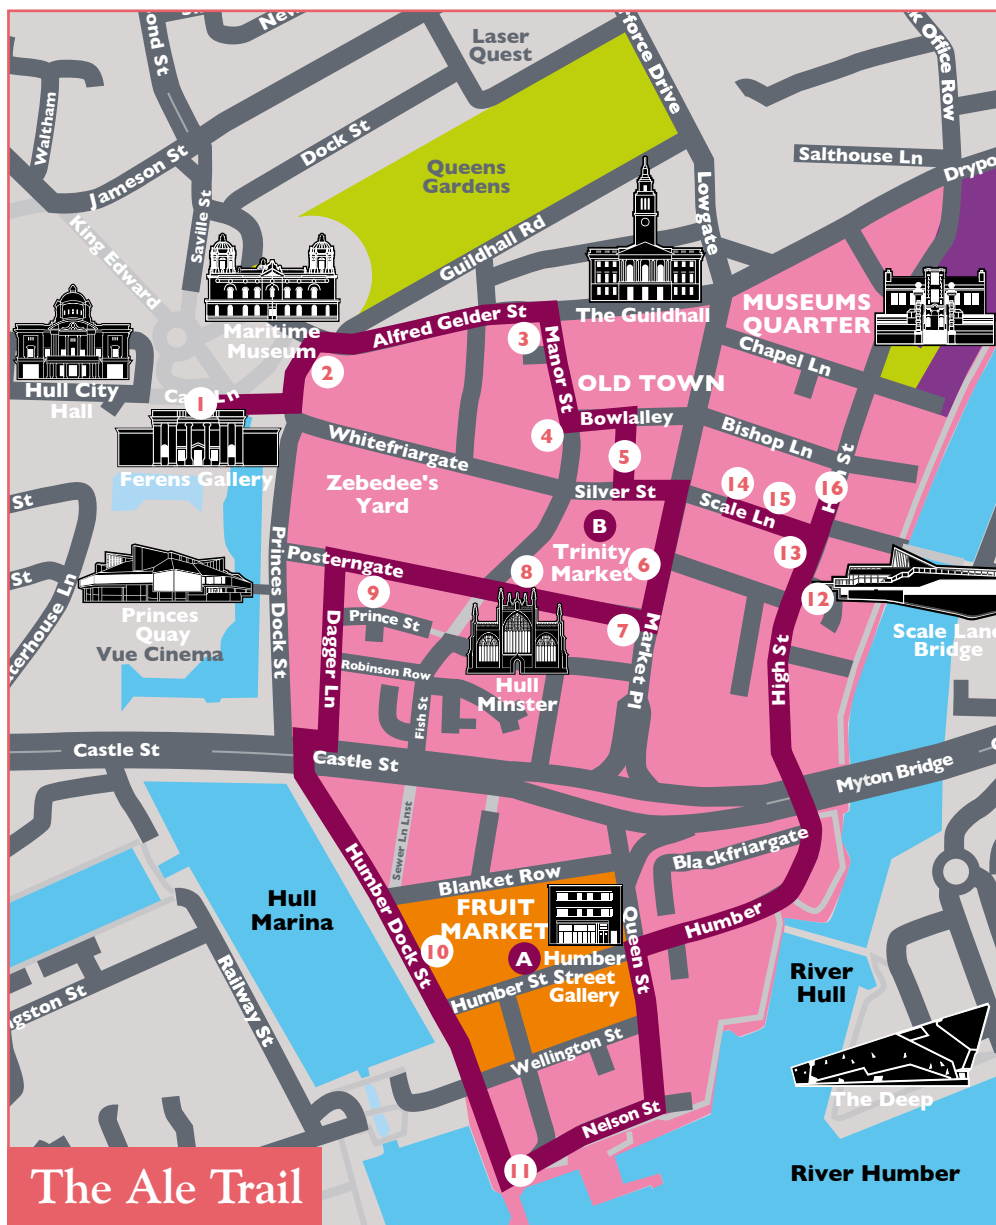 Laser
Quest
Waltham
Jameson St
Dock St
Queens
Gardens
Salthouse Ln
Lowgate
King Edward
Saville St
Guildhall Rd
Maritime
Museum
Alfred Gelder St
The Guildhall
MUSEUMS
QUARTER
Hull City
Hall
1
2
3
Manor St
OLD TOWN
Chapel Ln
Ferens Gallery
Whitefriargate
4
Bowlalley
5
Bishop Ln
Zebedee's
Yard
Silver St
14
15
16
Scale Ln
St
B
Trinity
Market
6
13
Posterngate
8
9
12
Princes Dock St
St
Princes
Quay
Vue Cinema
Prince St
7
Dagger Ln
Robinson Row
Fish St
Hull
Minster
Market Pl
High St
Castle St
Castle St
Myton Bridge
Sewer Ln
Blackfriargate
Humber Dock St
Blanket Row
Hull
Marina
FRUIT
MARKET
10
A
Humber
Street
Gallery
Humber St
Queen St
Humber
River
Hull
Railway St
Wellington St
The Deep
Nelson St
11
River Humber
The Ale Trail